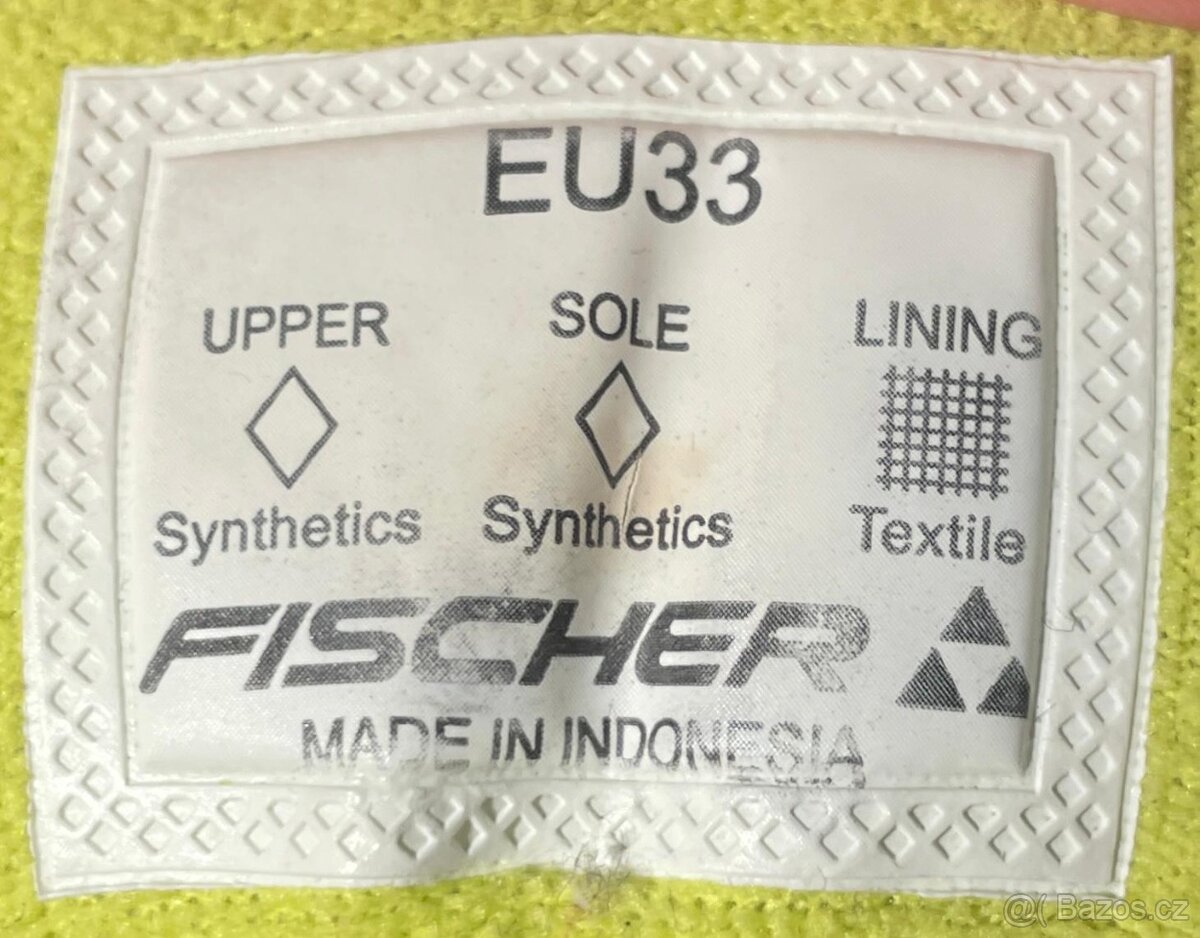 EU33
UPPER SOLE LINING
Synthetics Synthetics Textile
FISCHER
MADE IN INDONESIA
@( Bazos.cz